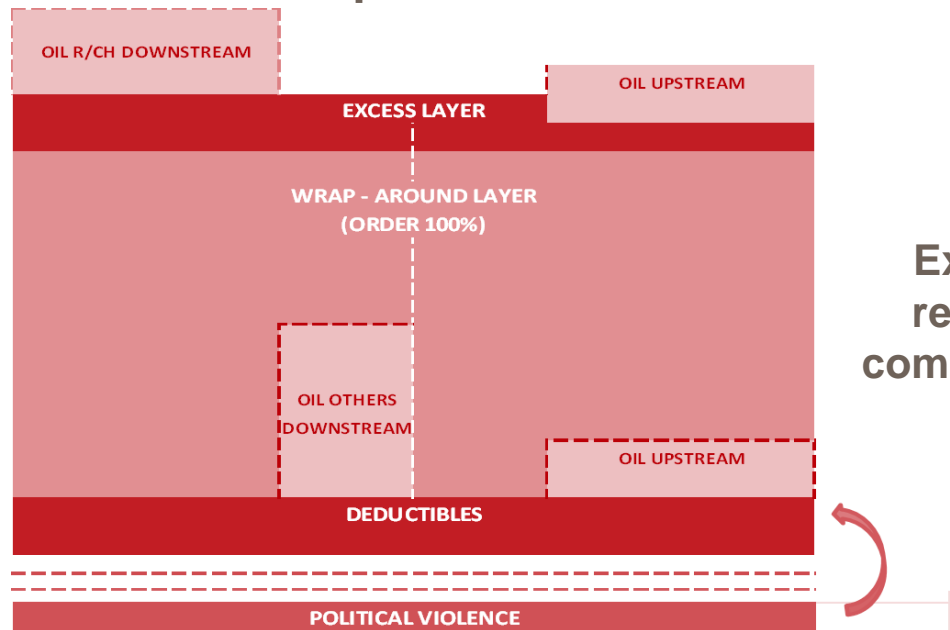 OIL R/CH DOWNSTREAM
OIL UPSTREAM
EXCESS LAYER
WRAP - AROUND LAYER
(ORDER 100%)
OIL OTHERS
DOWNSTREAM
OIL UPSTREAM
DEDUCTIBLES
POLITICAL VIOLENCE